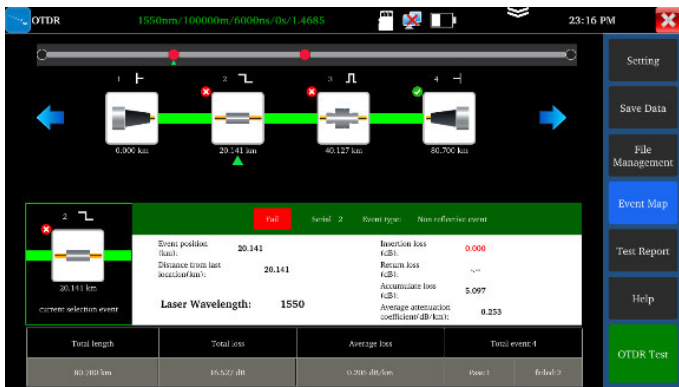 OTDR
1550nm/100000m/6000ns/0s/1.4685
23:16 PM
1
2
3
4
0.000 km
20.141 km
40.127 km
80.700 km
Setting
Save Data
File
Management
Event Map
Test Report
Help
OTDR Test
2
20.141 km
current selection event
Fail
Serial 2
Event type: Non reflective event
Event position
(km):
20.141
Insertion loss
(dB):
0.000
Distance from last
location(km):
20.141
Return loss
(dB):
-.--
Accumulate loss
(dB):
5.097
Laser Wavelength: 1550
Average attenuation
coefficient(dB/km):
0.253
Total length
Total loss
Average loss
Total event:4
80.700 km
16.527 dB
0.205 dB/km
Pass:1
failed:2